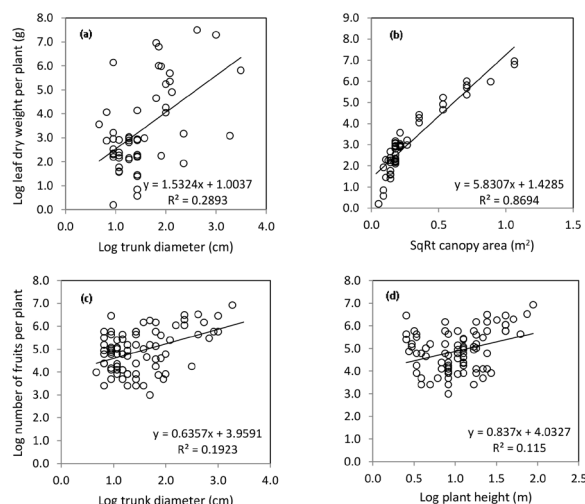 Log leaf dry weight per plant (g)
8.0
7.0
6.0
5.0
4.0
3.0
2.0
1.0
0.0
(a)
y = 1.5324x + 1.0037
R² = 0.2893
0.0 1.0 2.0 3.0 4.0
Log trunk diameter (cm)
9.0
8.0
7.0
6.0
5.0
4.0
3.0
2.0
1.0
0.0
(b)
y = 5.8307x + 1.4285
R² = 0.8694
0.0 0.5 1.0 1.5
SqRt canopy area (m²)
Log number of fruits per plant
8.0
7.0
6.0
5.0
4.0
3.0
2.0
1.0
0.0
(c)
y = 0.6357x + 3.9591
R² = 0.1923
0.0 1.0 2.0 3.0 4.0
Log trunk diameter (cm)
8.0
7.0
6.0
5.0
4.0
3.0
2.0
1.0
0.0
(d)
y = 0.837x + 4.0327
R² = 0.115
0.0 0.5 1.0 1.5 2.0 2.5
Log plant height (m)